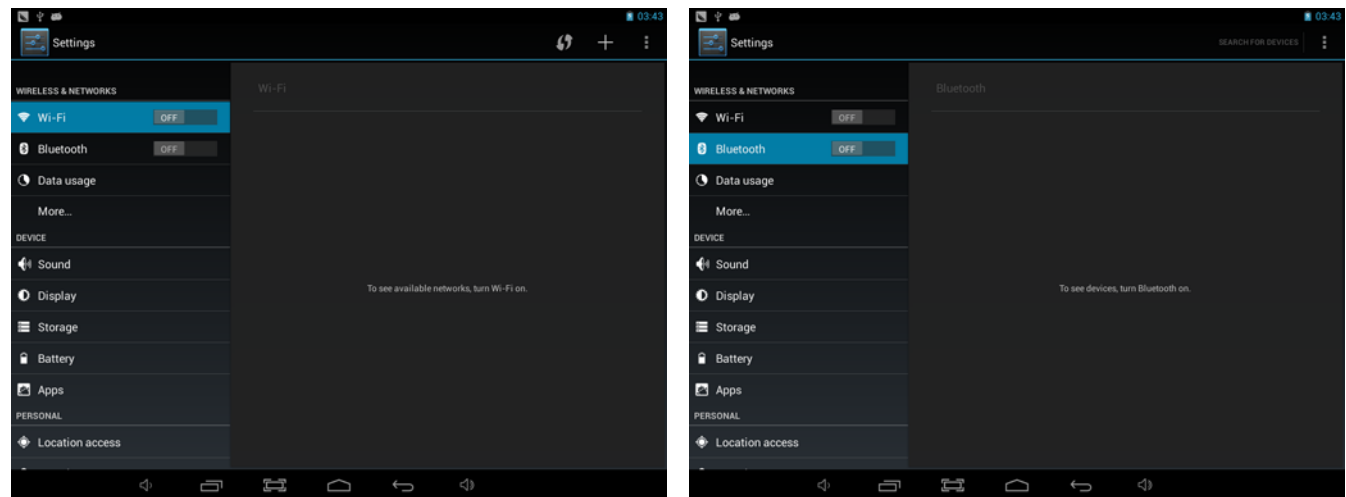 03:43
Settings
WIRELESS & NETWORKS
Wi-Fi OFF
Bluetooth OFF
Data usage
More...
DEVICE
Sound
Display
Storage
Battery
Apps
PERSONAL
Location access
Wi-Fi
To see available networks, turn Wi-Fi on.
03:43
Settings
SEARCH FOR DEVICES
WIRELESS & NETWORKS
Wi-Fi OFF
Bluetooth OFF
Data usage
More...
DEVICE
Sound
Display
Storage
Battery
Apps
PERSONAL
Location access
Bluetooth
To see devices, turn Bluetooth on.